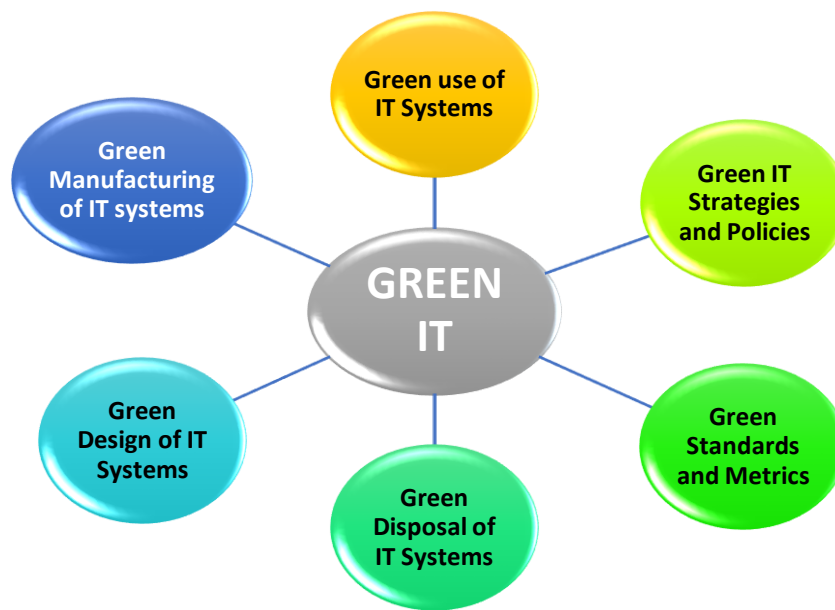 Green use of
IT Systems
Green
Manufacturing
of IT systems
Green IT
Strategies
and Policies
GREEN
IT
Green
Design of IT
Systems
Green
Standards
and Metrics
Green
Disposal of
IT Systems